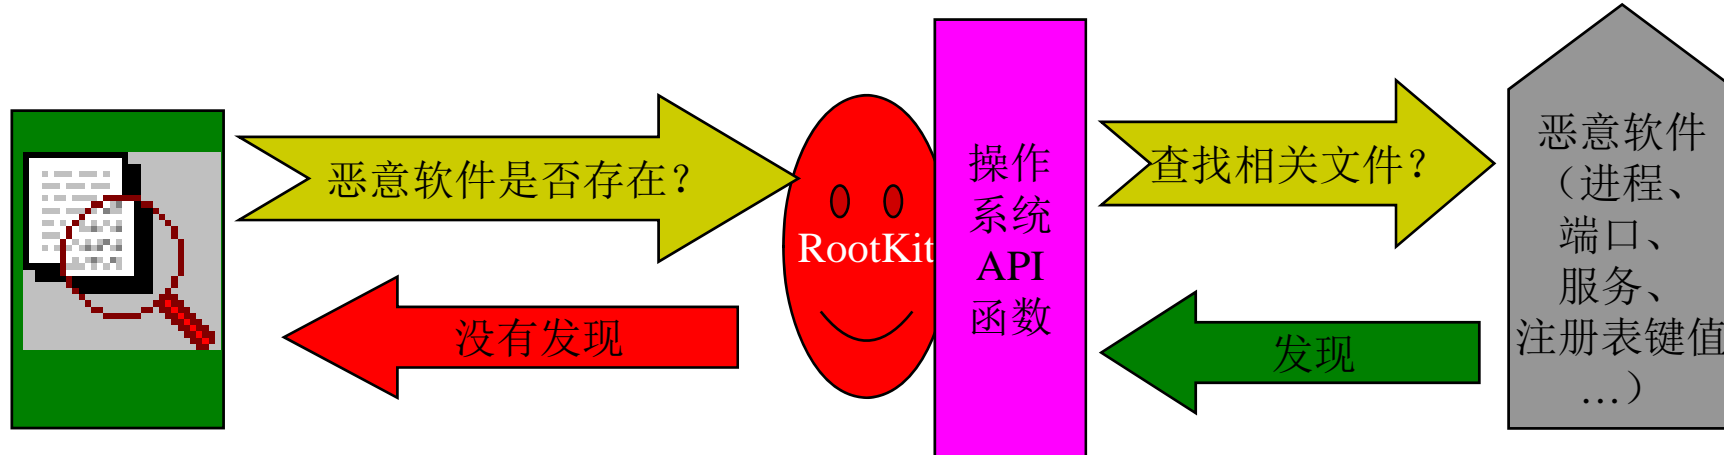 恶意软件是否存在？
没有发现
RootKit
操作
系统
API
函数
查找相关文件？
发现
恶意软件
（进程、
端口、
服务、
注册表键值
…）